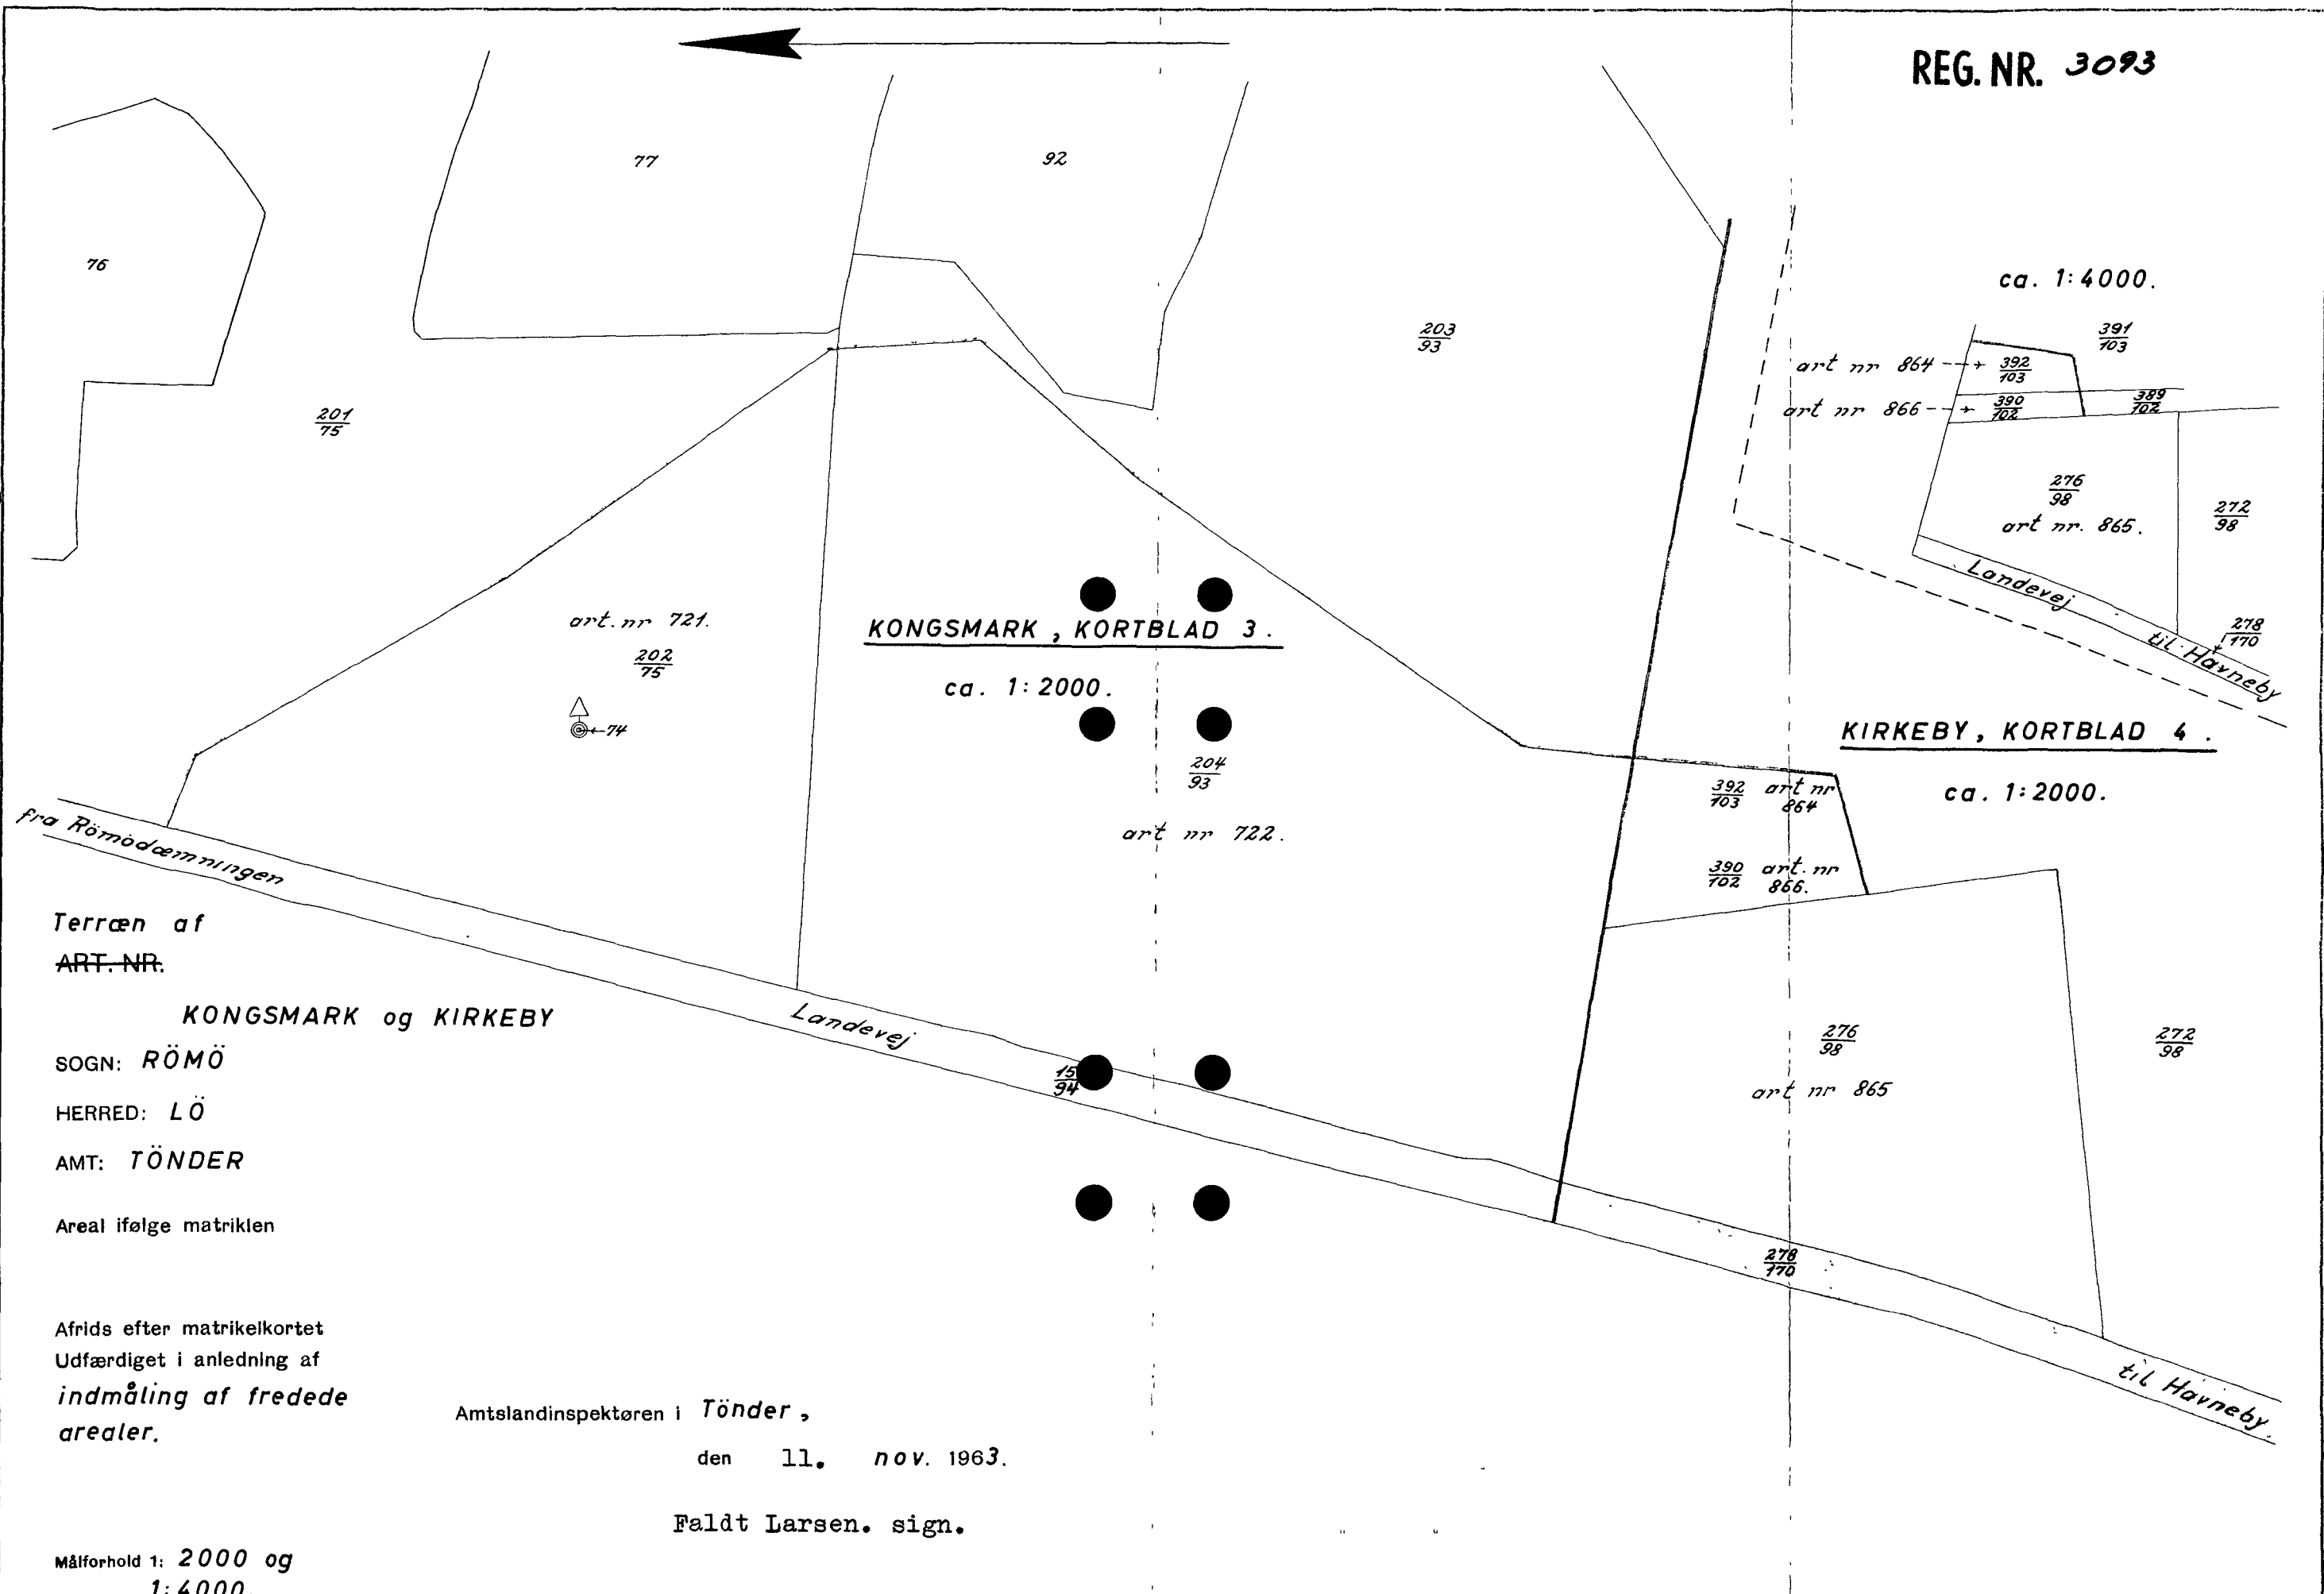 REG. NR. 3093
77
92
76
201
75
203
93
ca. 1:4000.
391
103
art nr 864
392
103
art nr 866
390
102
389
102
276
98
art nr. 865.
272
98
Landevej
til Havneby
278
170
art. nr 721.
202
75
74
KONGSMARK, KORTBLAD 3.
ca. 1:2000.
204
93
art nr 722.
KIRKEBY, KORTBLAD 4.
ca. 1:2000.
392
103
art nr
864
390
102
art. nr
866.
fra Römödæmningen
Landevej
94
276
98
art nr 865
272
98
278
170
til Havneby.
Terræn af
ART. NR.
KONGSMARK og KIRKEBY
SOGN: RÖMÖ
HERRED: LÖ
AMT: TÖNDER
Areal ifølge matriklen
Afrids efter matrikelkortet
Udfærdiget i anledning af
indmåling af fredede
arealer.
Amtslandinspektøren i Tönder,
den 11. nov. 1963.
Faldt Larsen. sign.
Målforhold 1: 2000 og
1:4000.